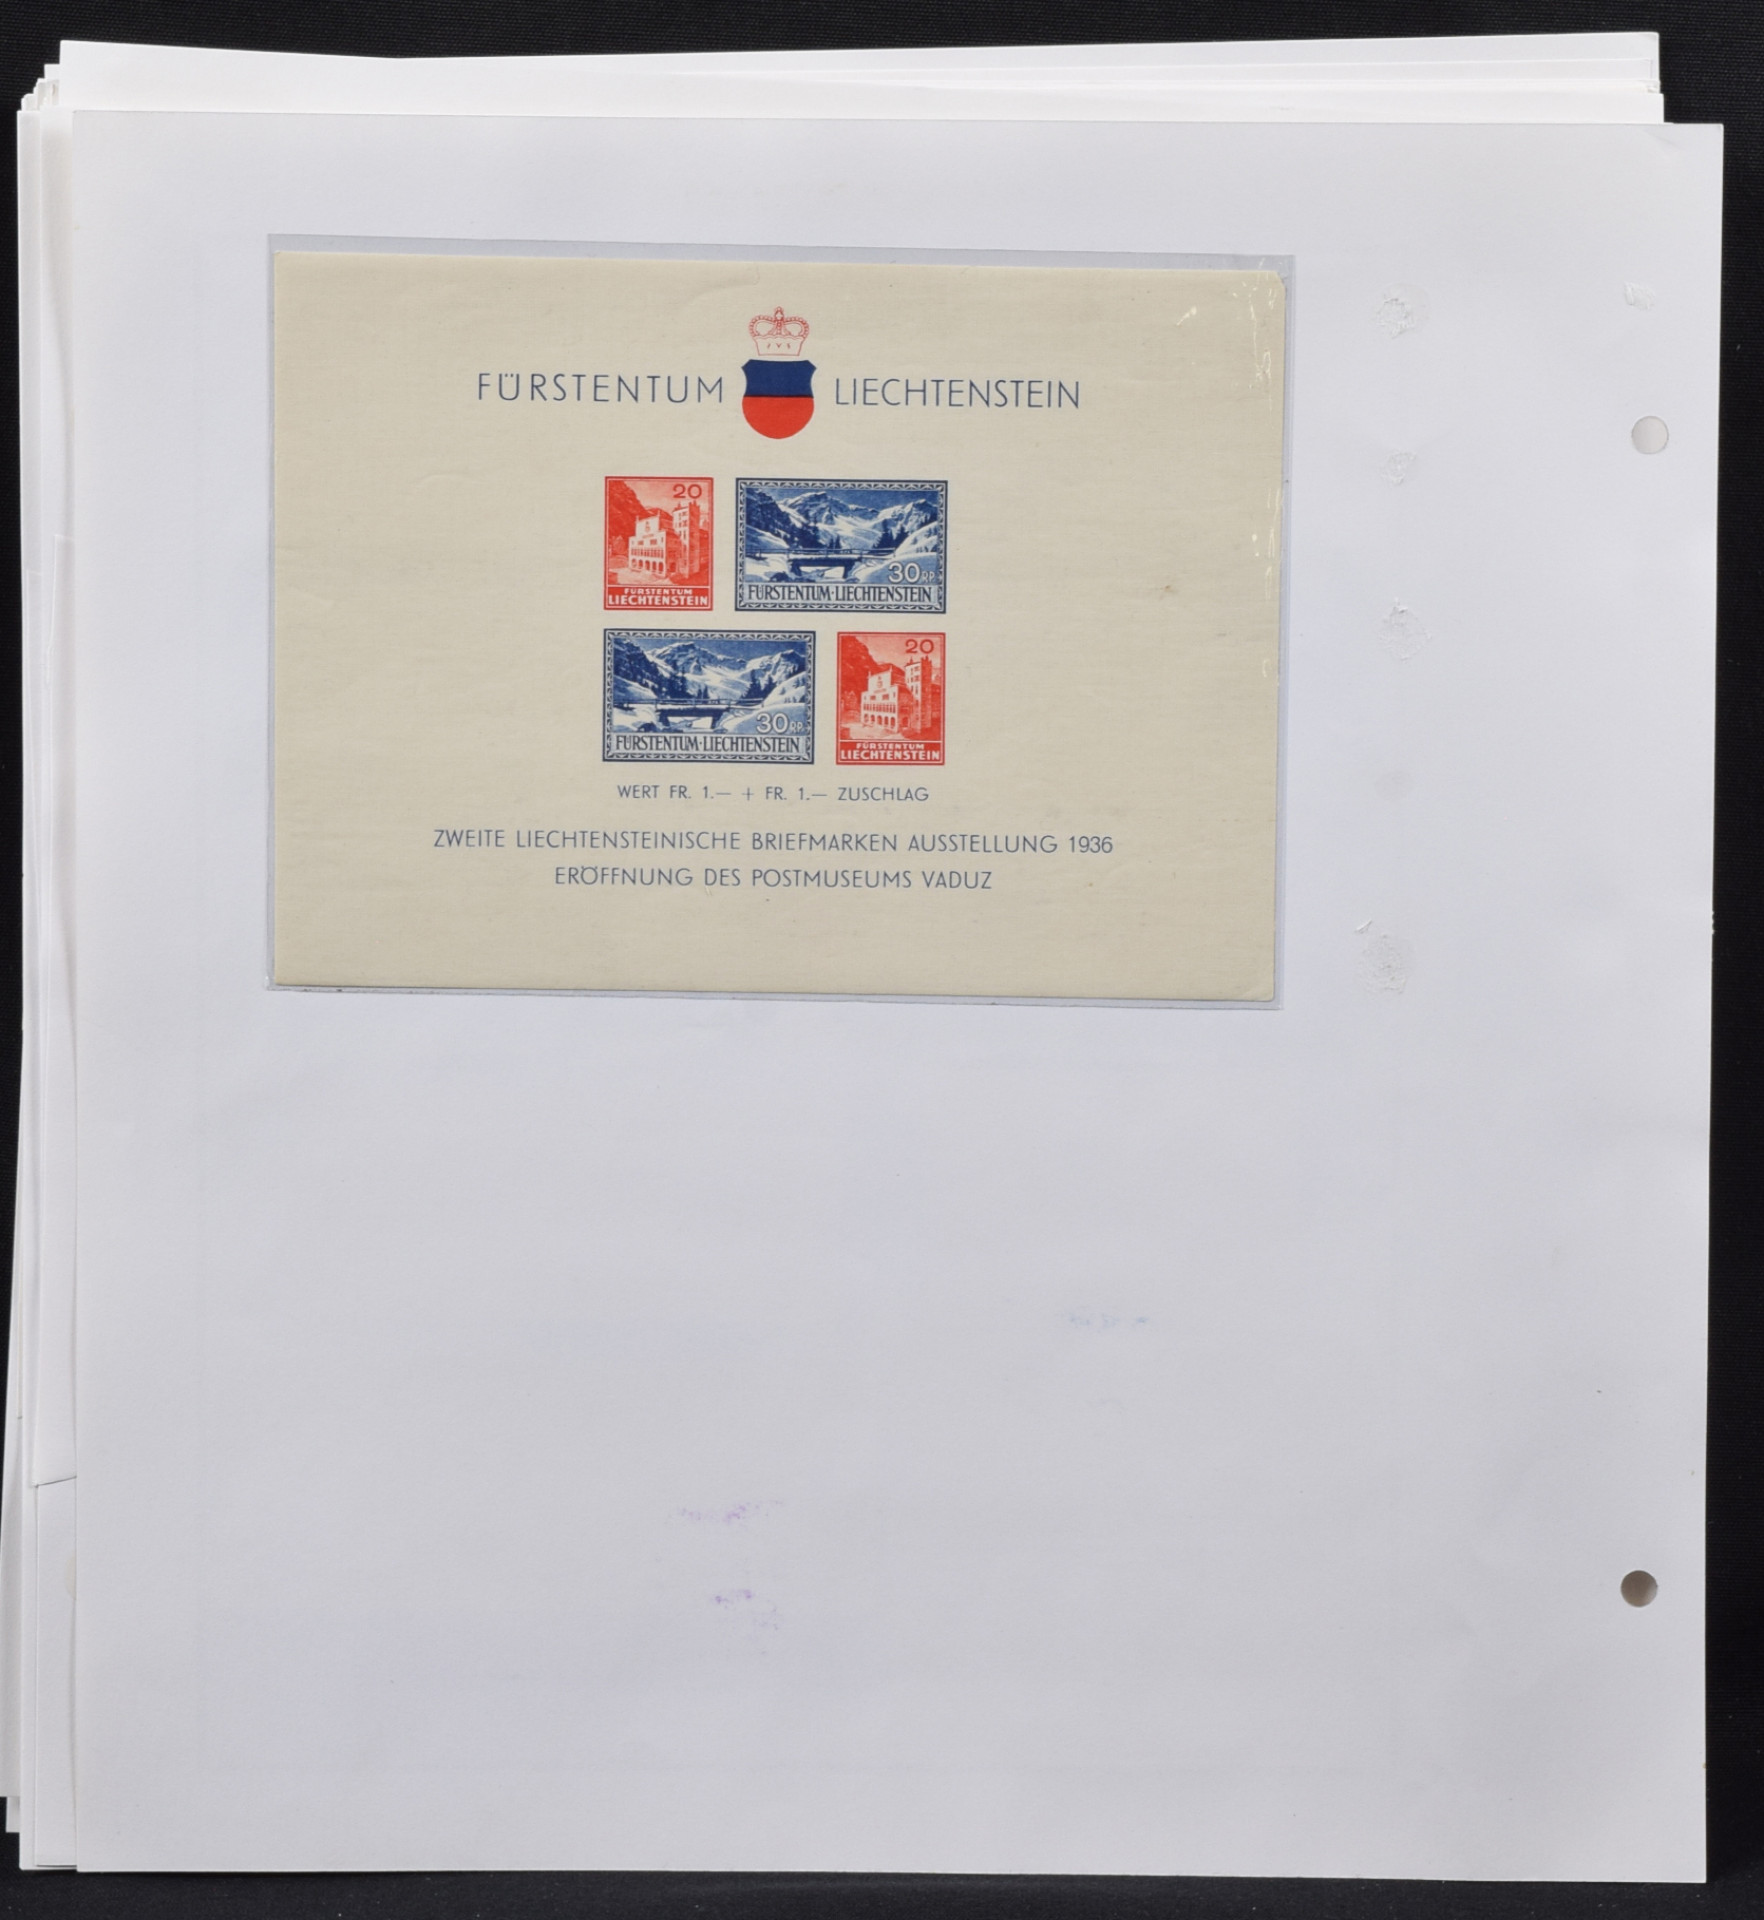 FÜRSTENTUM LIECHTENSTEIN
20
FÜRSTENTUM
LIECHTENSTEIN
30 RP.
FÜRSTENTUM·LIECHTENSTEIN
30 RP.
FÜRSTENTUM·LIECHTENSTEIN
20
FÜRSTENTUM
LIECHTENSTEIN
WERT FR. 1.— + FR. 1.— ZUSCHLAG
ZWEITE LIECHTENSTEINISCHE BRIEFMARKEN AUSSTELLUNG 1936
ERÖFFNUNG DES POSTMUSEUMS VADUZ